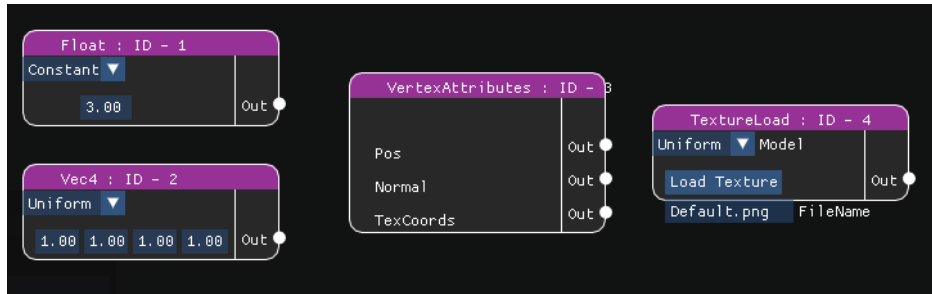 Float : ID - 1
Constant
3.00 Out
Vec4 : ID - 2
Uniform
1.00 1.00 1.00 1.00 Out
VertexAttributes : ID - 3
Pos Out
Normal Out
TexCoords Out
TextureLoad : ID - 4
Uniform Model
Load Texture Out
Default.png FileName